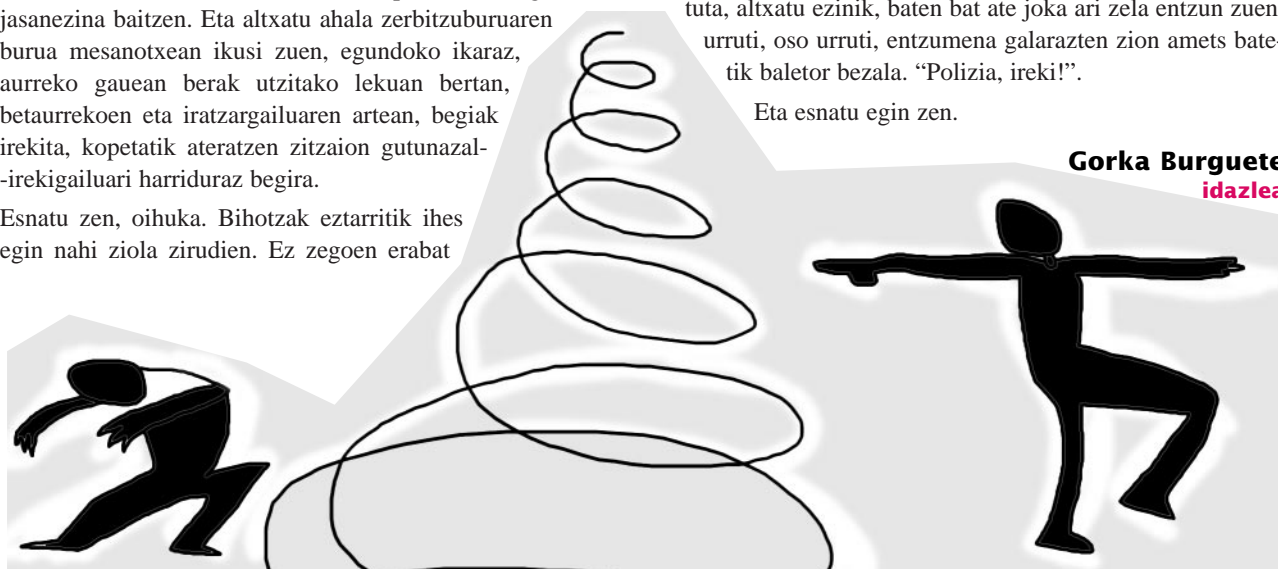 jasanezina baitzen. Eta altxatu ahala zerbitzuburuaren
burua mesanotxean ikusi zuen, egundoko ikaraz,
aurreko gauean berak utzitako lekuan bertan,
betaurrekoen eta iratzargailuaren artean, begiak
irekita, kopetatik ateratzen zitzaion gutunazal-
-irekigailuari harriduraz begira.
Esnatu zen, oihuka. Bihotzak eztarritik ihes
egin nahi ziola zirudien. Ez zegoen erabat
tuta, altxatu ezinik, baten bat ate joka ari zela entzun zuen
urruti, oso urruti, entzumena galarazten zion amets bate-
tik baletor bezala. “Polizia, ireki!”.
Eta esnatu egin zen.
Gorka Burguete
idazlea